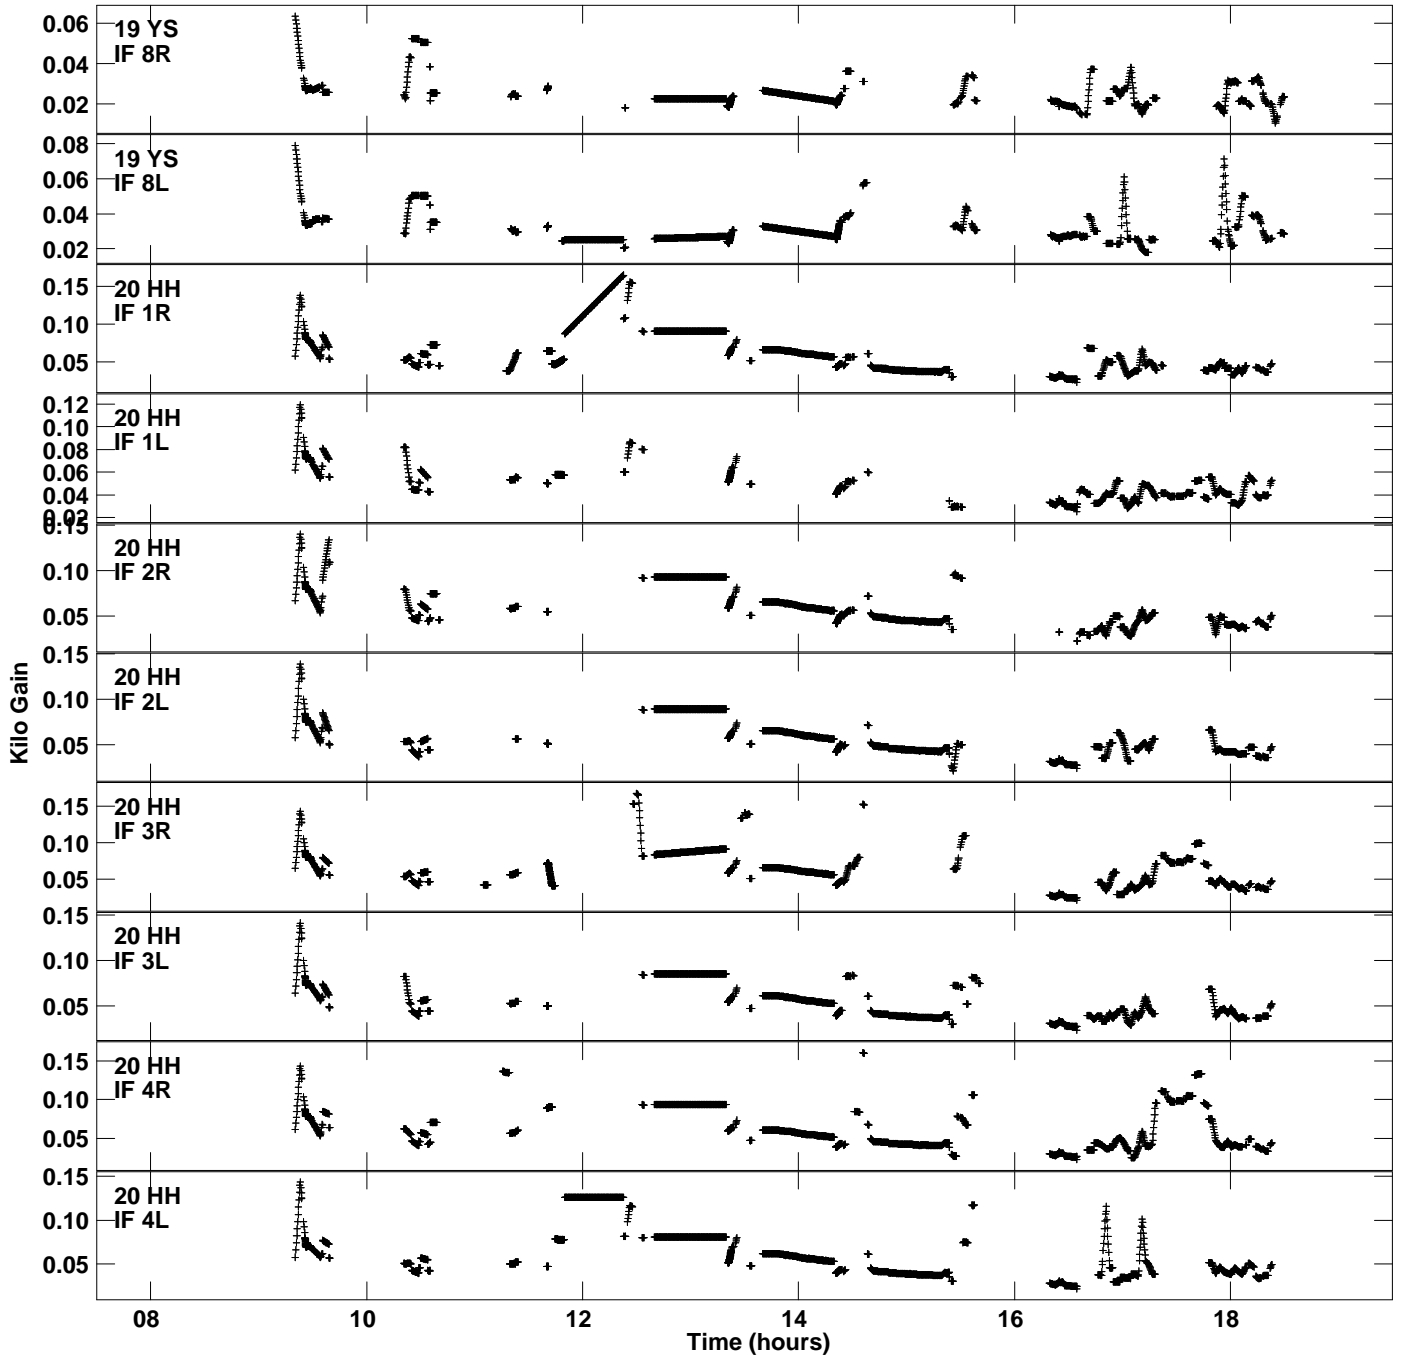 0.06
0.04
0.02
19 YS
IF 8R
0.08
0.06
0.04
0.02
19 YS
IF 8L
0.15
0.10
0.05
20 HH
IF 1R
0.12
0.10
0.08
0.06
0.04
0.02
20 HH
IF 1L
0.15
0.10
0.05
20 HH
IF 2R
0.15
0.10
0.05
20 HH
IF 2L
0.15
0.10
0.05
20 HH
IF 3R
0.15
0.10
0.05
20 HH
IF 3L
0.15
0.10
0.05
20 HH
IF 4R
0.15
0.10
0.05
20 HH
IF 4L
Kilo Gain
08 10 12 14 16 18
Time (hours)